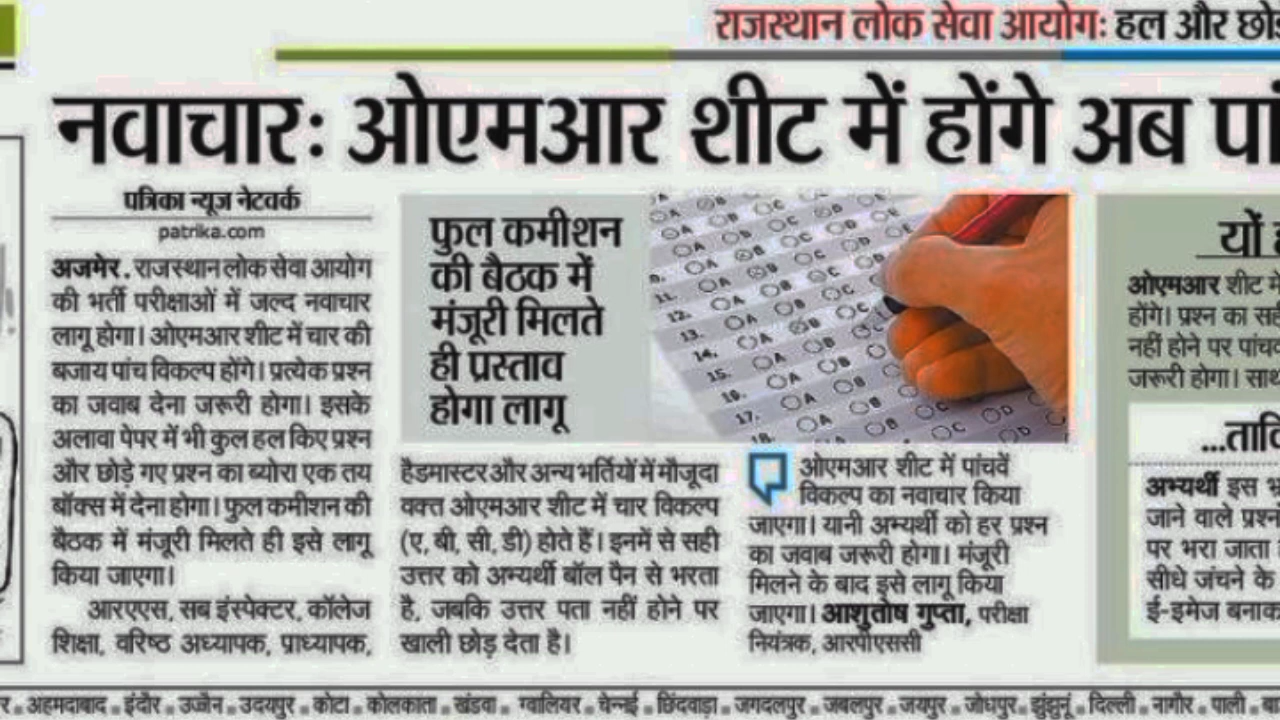 राजस्थान लोक सेवा आयोगः हल और
नवाचारः ओएमआर शीट में होंगे अब
पत्रिका न्यूज नेटवर्क
patrika.com
अजमेर. राजस्थान लोक सेवा आयोग
की भर्ती परीक्षाओं में जल्द नवाचार
लागू होगा। ओएमआर शीट में चार की
बजाय पांच विकल्प होंगे। प्रत्येक प्रश्न
का जवाब देना जरूरी होगा। इसके
अलावा पेपर में भी कुल हल किए प्रश्न
और छोड़े गए प्रश्न का ब्योरा एक तय
बॉक्स में देना होगा। फुल कमीशन की
बैठक में मंजूरी मिलते ही इसे लागू
किया जाएगा।
आरएएस, सब इंस्पेक्टर, कॉलेज
शिक्षा, वरिष्ठ अध्यापक, प्राध्यापक,
फुल कमीशन
की बैठक में
मंजूरी मिलते
ही प्रस्ताव
होगा लागू
हैडमास्टर और अन्य भर्तियों में मौजूदा
वक्त ओएमआर शीट में चार विकल्प
(ए, बी, सी, डी) होते हैं। इनमें से सही
उत्तर को अभ्यर्थी बॉल पैन से भरता
है, जबकि उत्तर पता नहीं होने पर
खाली छोड़ देता है।
ओएमआर शीट में पांचवें
विकल्प का नवाचार किया
जाएगा। यानी अभ्यर्थी को हर प्रश्न
का जवाब जरूरी होगा। मंजूरी
मिलने के बाद इसे लागू किया
जाएगा। आशुतोष गुप्ता, परीक्षा
नियंत्रक, आरपीएससी
यों
ओएमआर शीट में
होंगे। प्रश्न का
नहीं होने पर
जरूरी होगा।
अभ्यर्थी इस
जाने वाले
पर भरा जाता
सीधे जंचने के
ई-इमेज
अहमदाबाद . इंदौर . उज्जैन . उदयपुर . कोटा . कोलकाता . खंडवा . ग्वालियर . चेन्नई . छिंदवाड़ा . जगदलपुर . जबलपुर . जयपुर . जोधपुर . झुंझुनूं . दिल्ली . नागौर . पाली